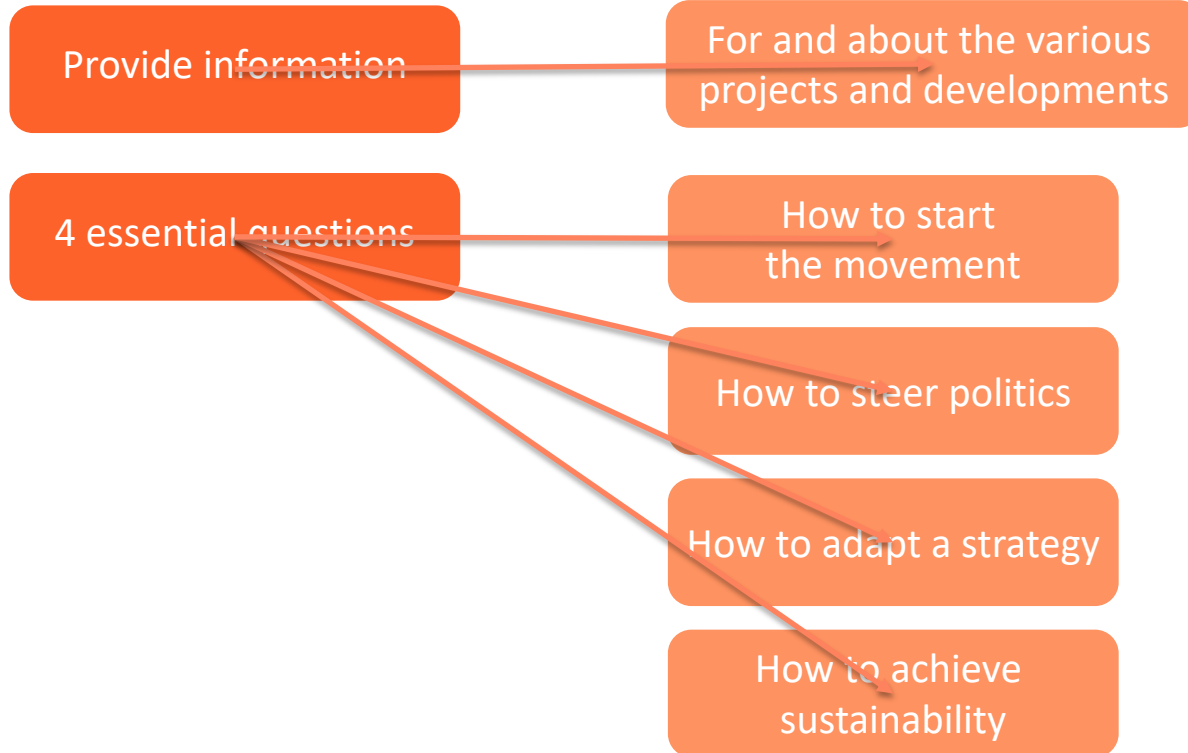 Provide information
For and about the various
projects and developments
4 essential questions
How to start
the movement
How to steer politics
How to adapt a strategy
How to achieve
sustainability